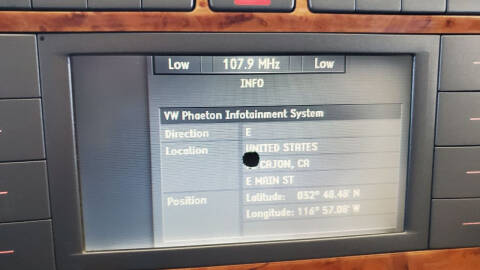 Low 107.9 MHz Low
INFO
VW Phaeton Infotainment System
Direction E
Location UNITED STATES
CAJON, CA
E MAIN ST
Position Latitude: 032° 48.48' N
Longitude: 116° 57.08' W